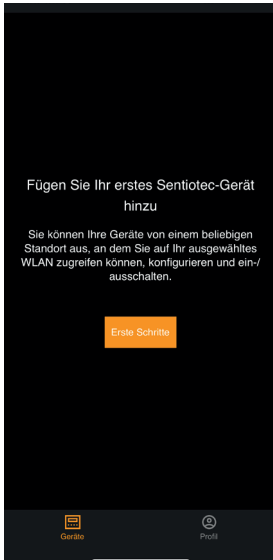 Fügen Sie Ihr erstes Sentiotec-Gerät
hinzu
Sie können Ihre Geräte von einem beliebigen
Standort aus, an dem Sie auf Ihr ausgewähltes
WLAN zugreifen können, konfigurieren und ein-/
ausschalten.
Erste Schritte
Geräte
Profil